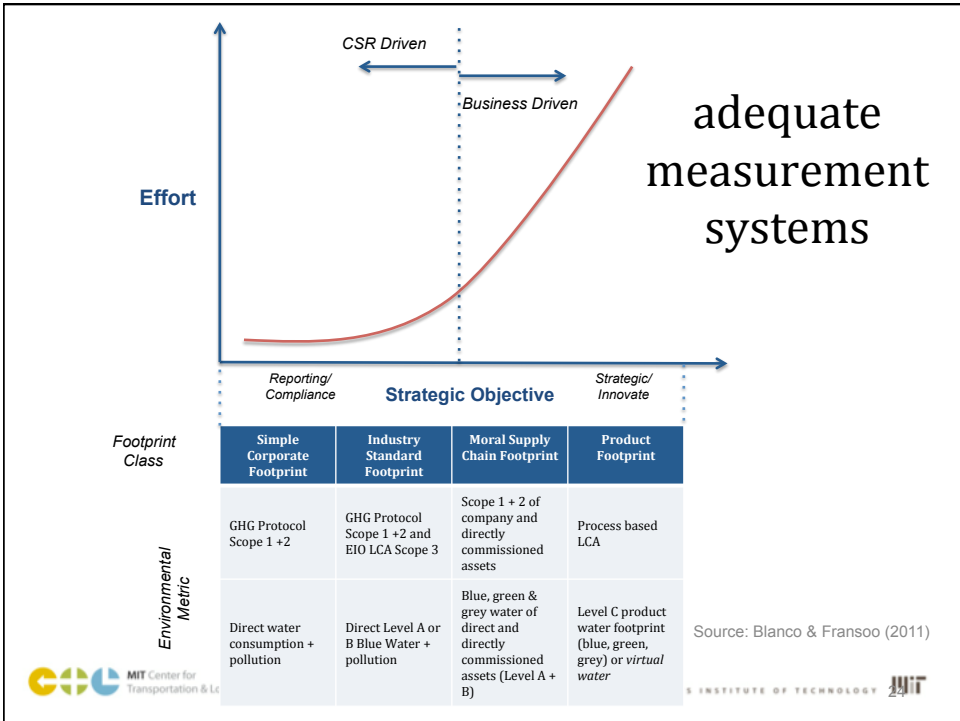 CSR Driven
Business Driven
adequate
measurement
systems
Effort
Reporting/
Compliance
Strategic Objective
Strategic/
Innovate
Footprint
Class
Simple
Corporate
Footprint
Industry
Standard
Footprint
Moral Supply
Chain Footprint
Product
Footprint
Environmental
Metric
GHG Protocol
Scope 1 +2
GHG Protocol
Scope 1 +2 and
EIO LCA Scope 3
Scope 1 + 2 of
company and
directly
commissioned
assets
Process based
LCA
Direct water
consumption +
pollution
Direct Level A or
B Blue Water +
pollution
Blue, green &
grey water of
direct and
directly
commissioned
assets (Level A +
B)
Level C product
water footprint
(blue, green,
grey) or virtual
water
Source: Blanco & Fransoo (2011)
MIT Center for
Transportation & Lo
S INSTITUTE OF TECHNOLOGY
24